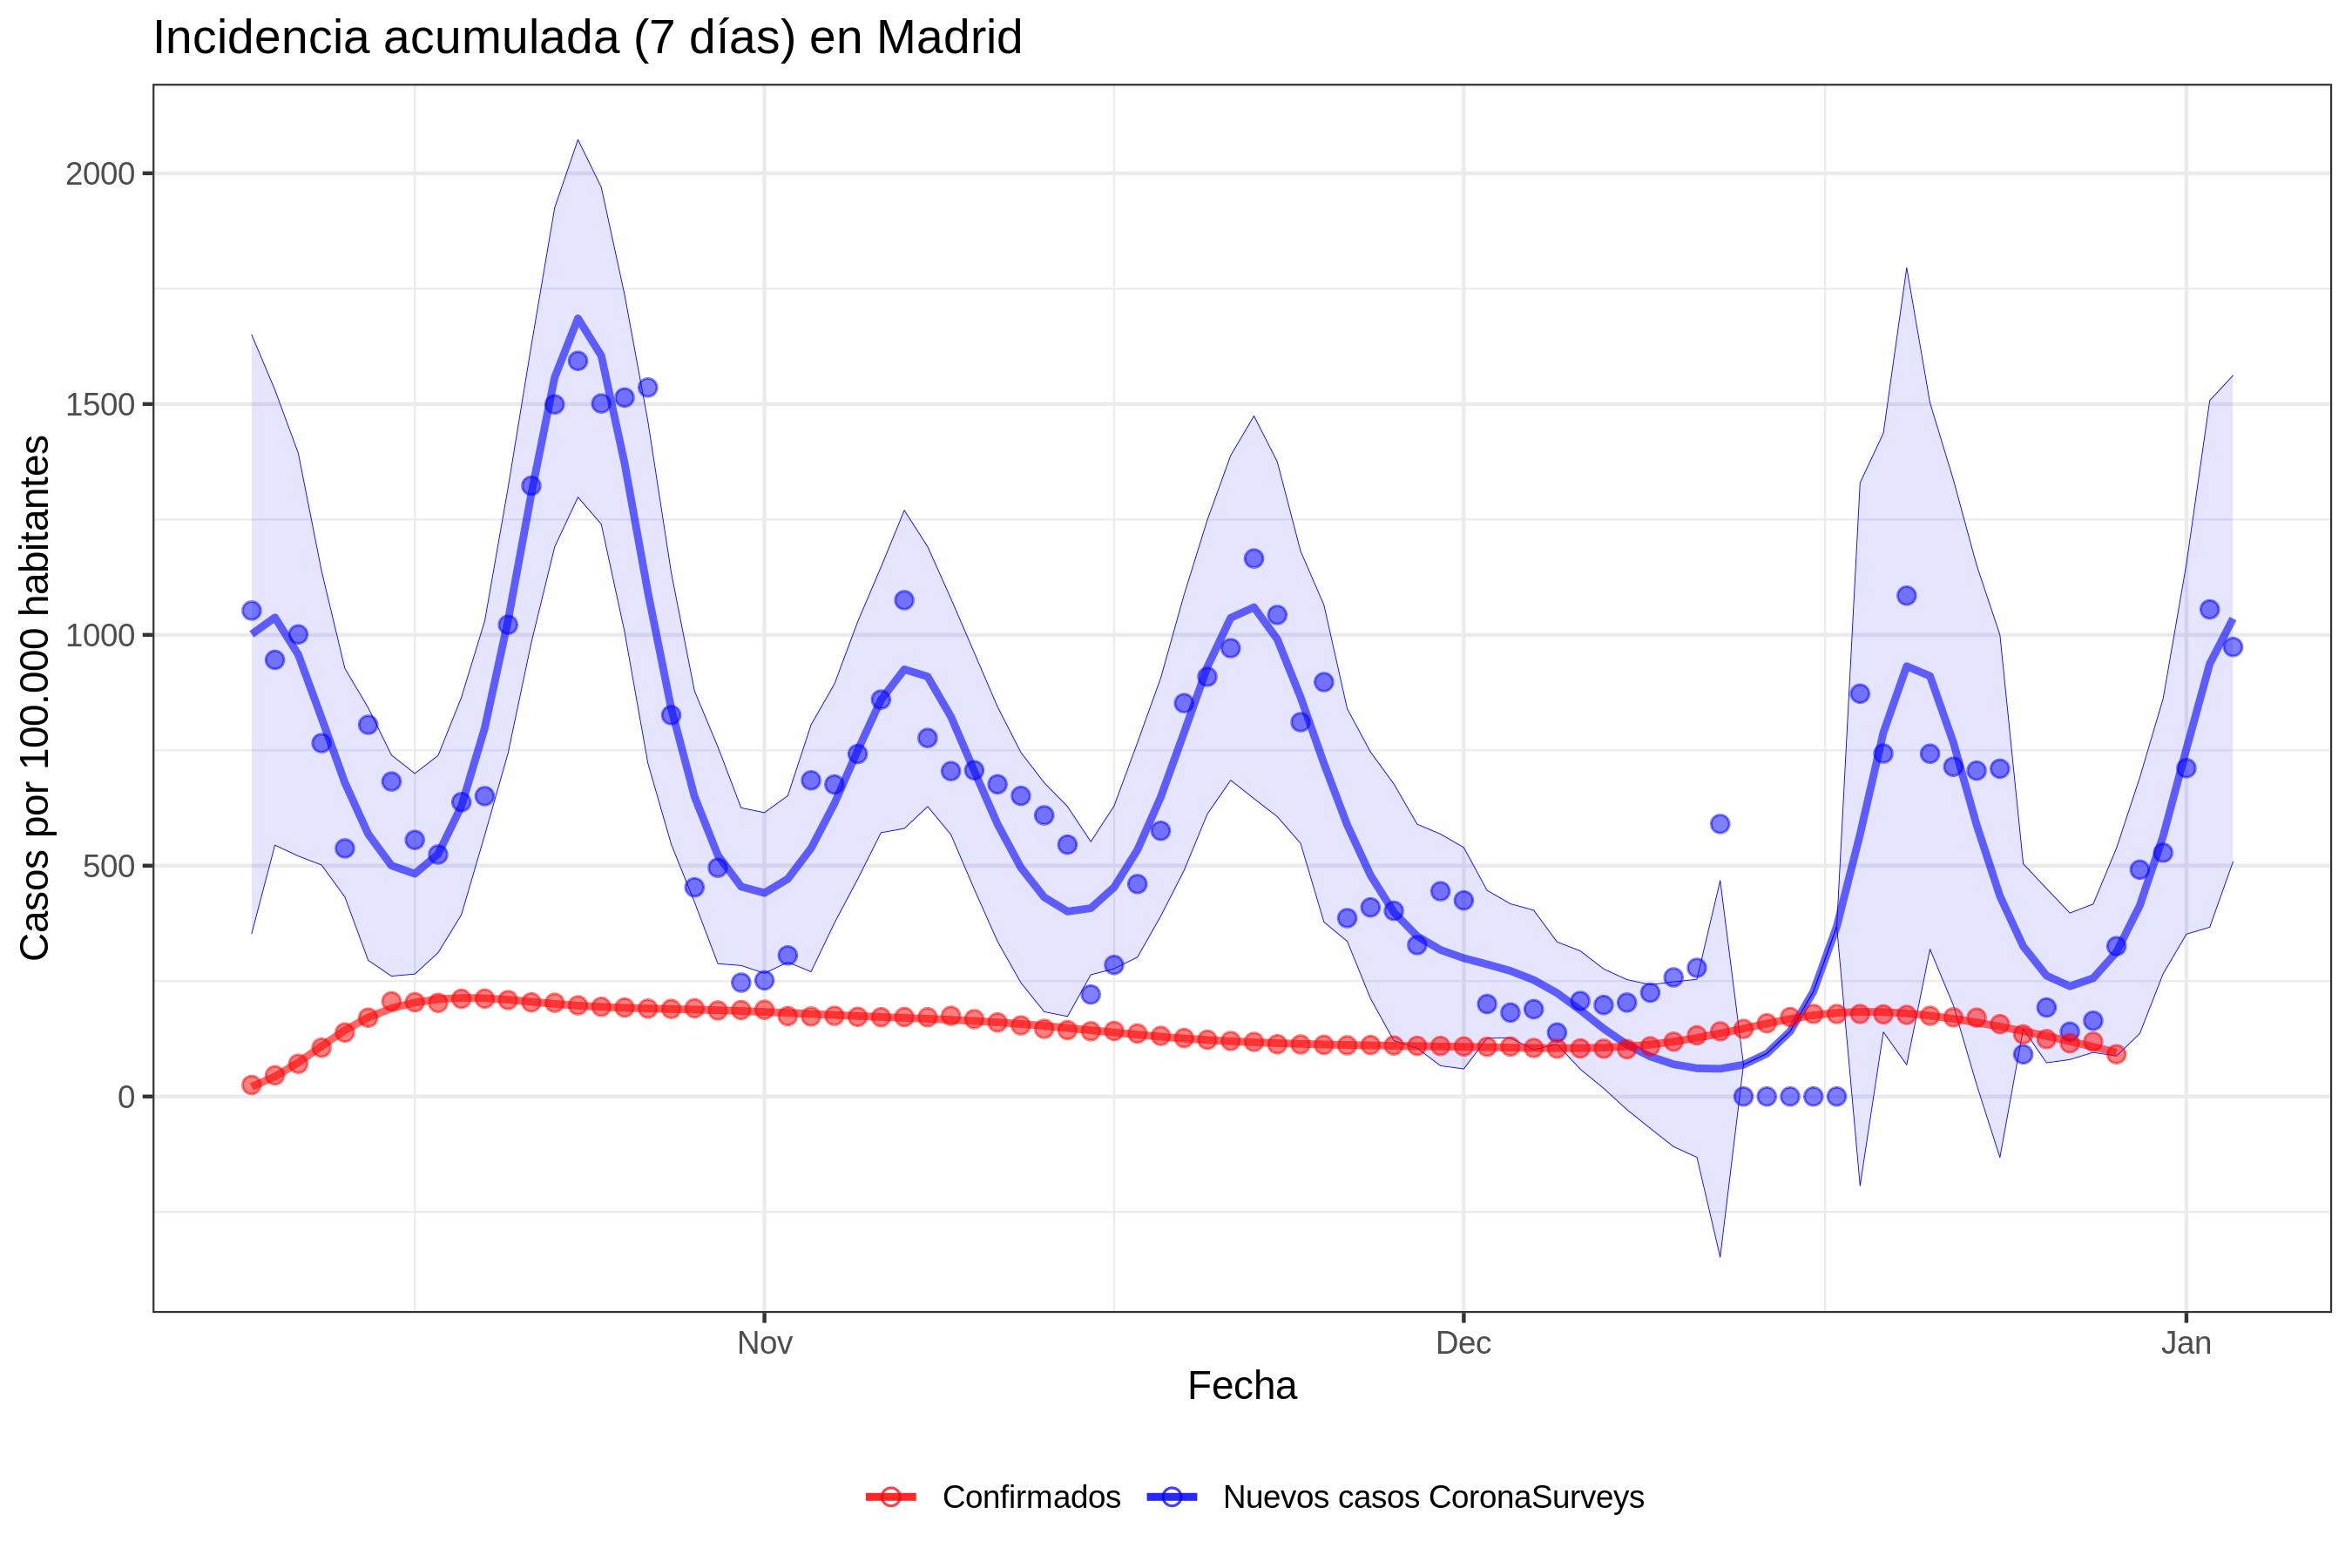 Incidencia acumulada (7 días) en Madrid
Casos por 100.000 habitantes
2000
1500
1000
500
0
Nov
Dec
Jan
Fecha
Confirmados
Nuevos casos CoronaSurveys